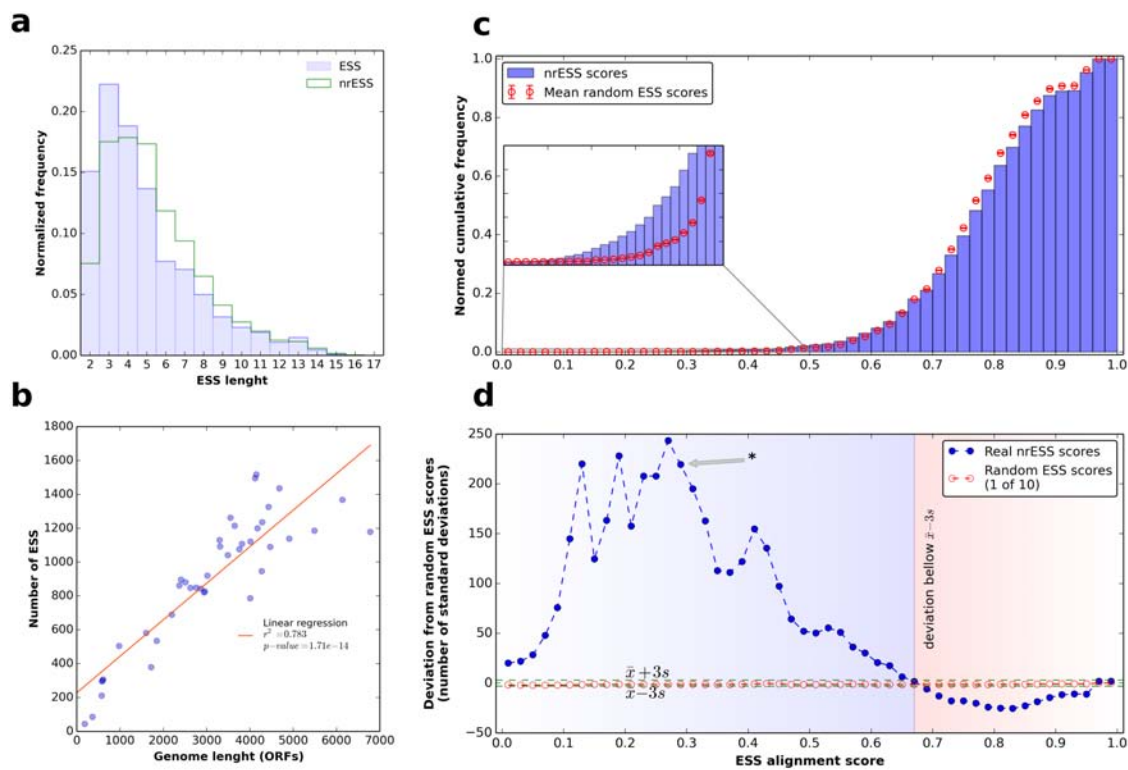 a
0.25
0.20
0.15
0.10
0.05
0.00
Normalized frequency
ESS
nrESS
2 3 4 5 6 7 8 9 10 11 12 13 14 15 16 17
ESS lenght
b
1800
1600
1400
1200
1000
800
600
400
200
0
Number of ESS
Linear regression
r² =0.783
p−value=1.71e−14
0 1000 2000 3000 4000 5000 6000 7000
Genome lenght (ORFs)
c
1.0
0.8
0.6
0.4
0.2
0.0
Normed cumulative frequency
nrESS scores
Mean random ESS scores
0.0 0.1 0.2 0.3 0.4 0.5 0.6 0.7 0.8 0.9 1.0
d
250
200
150
100
50
0
−50
Deviation from random ESS scores
(number of standard deviations)
*
Real nrESS scores
Random ESS scores
(1 of 10)
deviation bellow x̄−3s
x̄+3s
x̄−3s
0.0 0.1 0.2 0.3 0.4 0.5 0.6 0.7 0.8 0.9 1.0
ESS alignment score